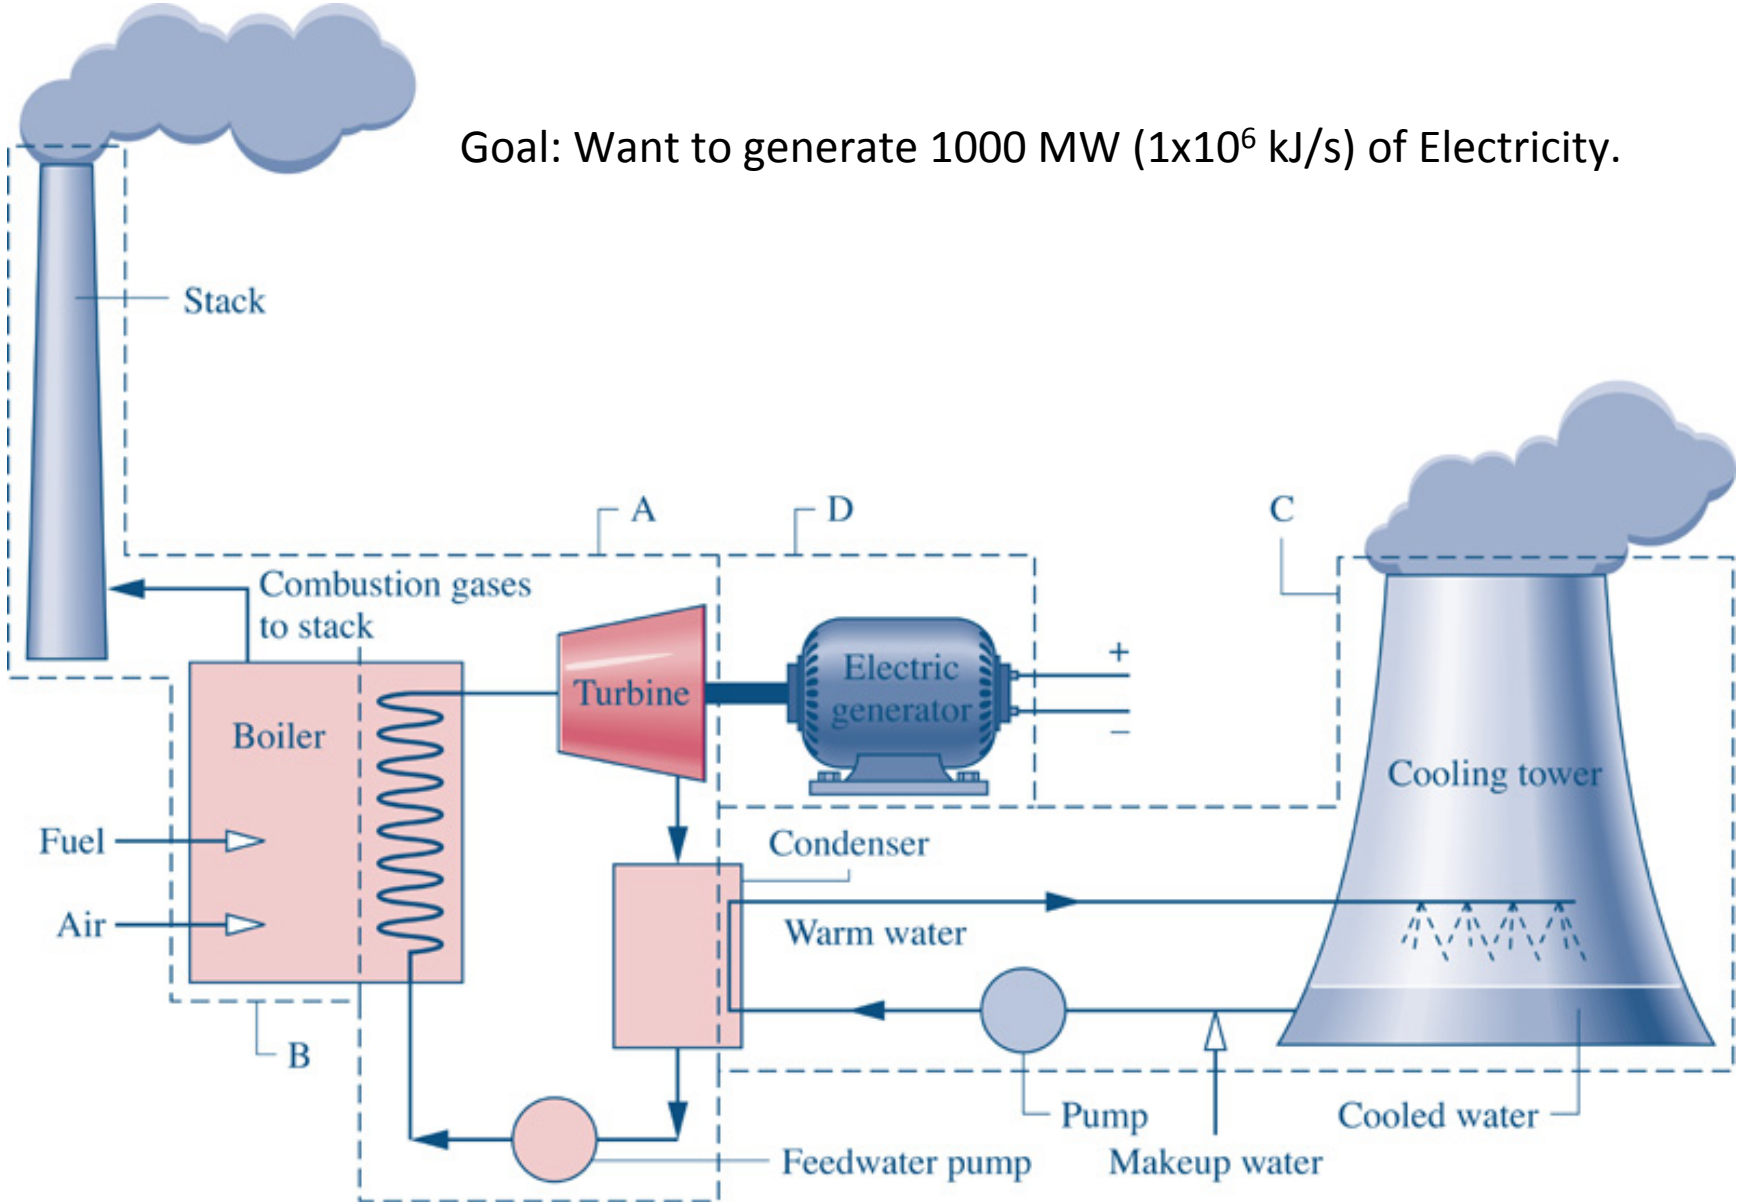 Goal: Want to generate 1000 MW (1x10⁶ kJ/s) of Electricity.
Stack
A
D
C
Combustion gases
to stack
Electric
generator
+
−
Turbine
Boiler
Cooling tower
Fuel
Condenser
Air
Warm water
B
Pump
Cooled water
Feedwater pump
Makeup water